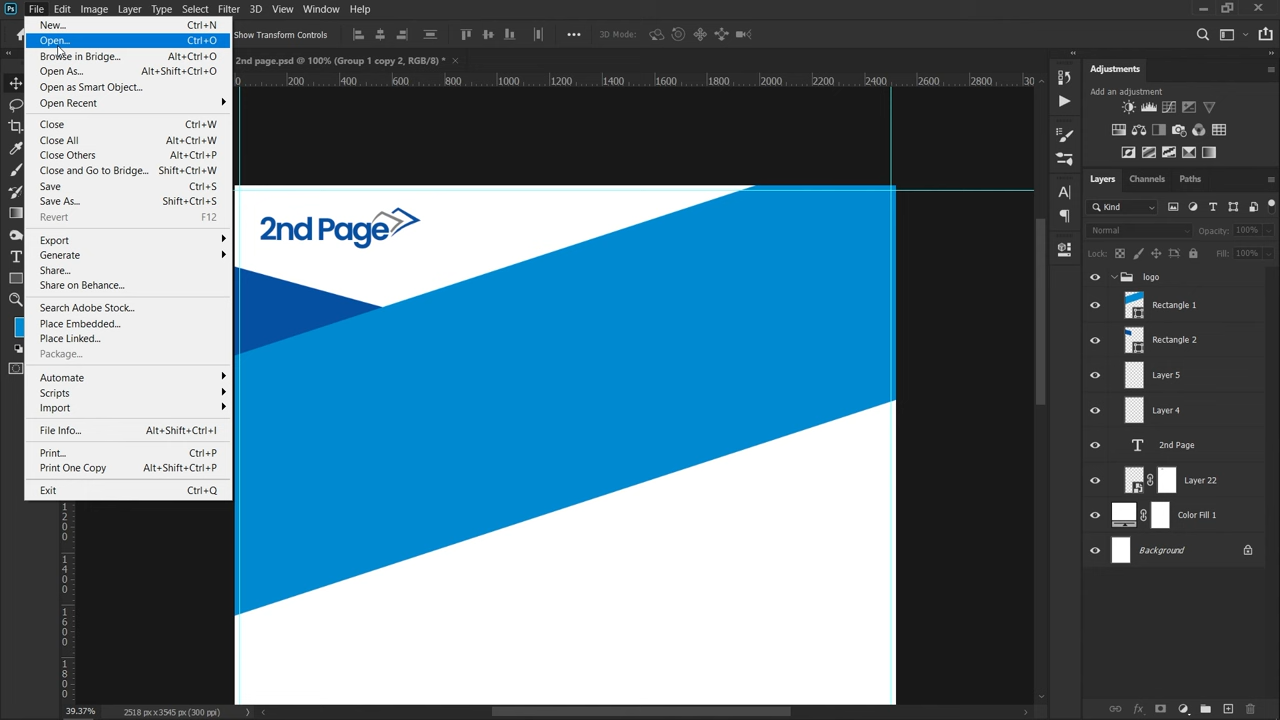 Ps File Edit Image Layer Type Select Filter 3D View Window Help
New... Ctrl+N
Open... Ctrl+O
Browse in Bridge... Alt+Ctrl+O
Open As... Alt+Shift+Ctrl+O
Open as Smart Object...
Open Recent
Close Ctrl+W
Close All Alt+Ctrl+W
Close Others Alt+Ctrl+P
Close and Go to Bridge... Shift+Ctrl+W
Save Ctrl+S
Save As... Shift+Ctrl+S
Revert F12
Export
Generate
Share...
Share on Behance...
Search Adobe Stock...
Place Embedded...
Place Linked...
Package...
Automate
Scripts
Import
File Info... Alt+Shift+Ctrl+I
Print... Ctrl+P
Print One Copy Alt+Shift+Ctrl+P
Exit Ctrl+Q
Show Transform Controls
3D Mode:
2nd page.psd @ 100% (Group 1 copy 2, RGB/8) *
0 200 400 600 800 1000 1200 1400 1600 1800 2000 2200 2400 2600 2800 30
1200
1400
1600
1800
2nd Page
Adjustments
Add an adjustment
Layers Channels Paths
Kind
Normal Opacity: 100%
Lock: Fill: 100%
logo
Rectangle 1
Rectangle 2
Layer 5
Layer 4
T 2nd Page
Layer 22
Color Fill 1
Background
39.37% 2518 px x 3545 px (300 ppi)